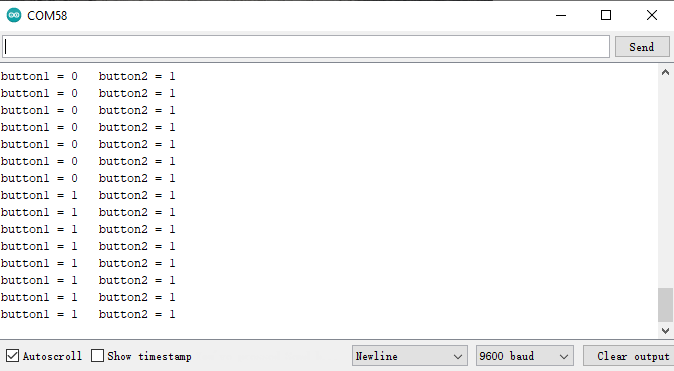 COM58
Send
button1 = 0   button2 = 1
button1 = 0   button2 = 1
button1 = 0   button2 = 1
button1 = 0   button2 = 1
button1 = 0   button2 = 1
button1 = 0   button2 = 1
button1 = 0   button2 = 1
button1 = 1   button2 = 1
button1 = 1   button2 = 1
button1 = 1   button2 = 1
button1 = 1   button2 = 1
button1 = 1   button2 = 1
button1 = 1   button2 = 1
button1 = 1   button2 = 1
button1 = 1   button2 = 1
Autoscroll Show timestamp Newline 9600 baud Clear output